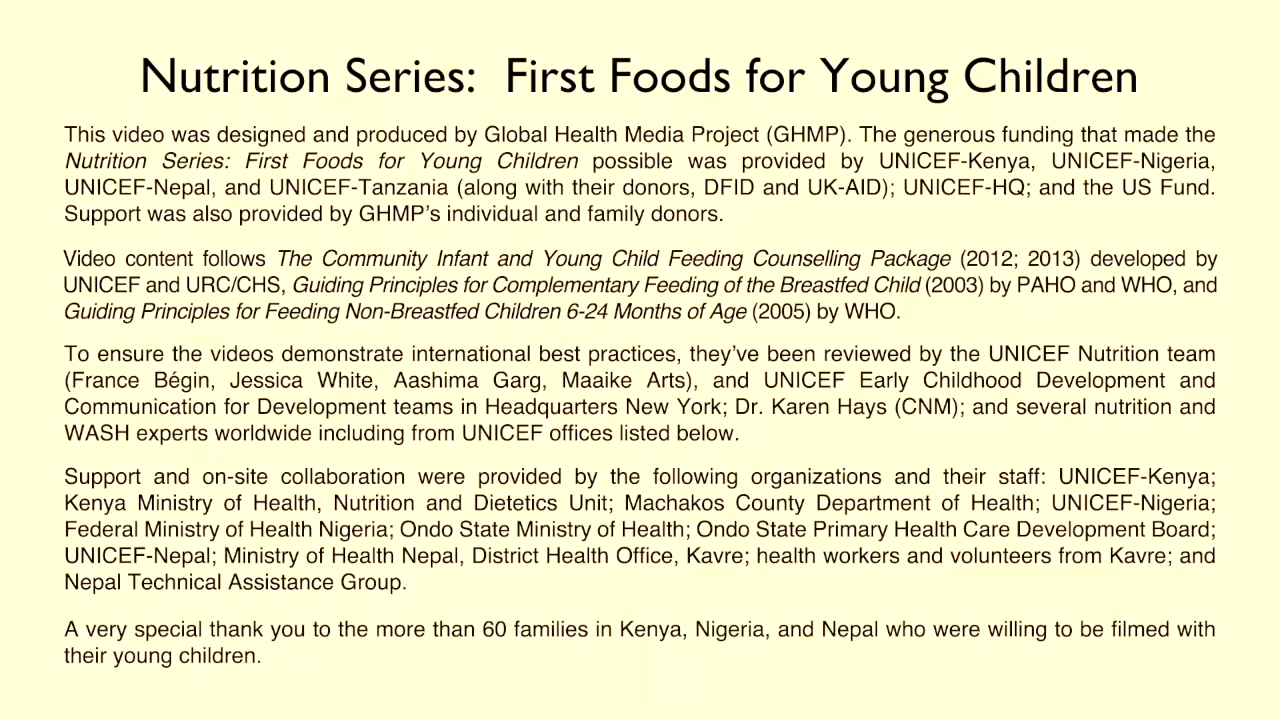 Nutrition Series: First Foods for Young Children
This video was designed and produced by Global Health Media Project (GHMP). The generous funding that made the
Nutrition Series: First Foods for Young Children possible was provided by UNICEF-Kenya, UNICEF-Nigeria,
UNICEF-Nepal, and UNICEF-Tanzania (along with their donors, DFID and UK-AID); UNICEF-HQ; and the US Fund.
Support was also provided by GHMP's individual and family donors.
Video content follows The Community Infant and Young Child Feeding Counselling Package (2012; 2013) developed by
UNICEF and URC/CHS, Guiding Principles for Complementary Feeding of the Breastfed Child (2003) by PAHO and WHO, and
Guiding Principles for Feeding Non-Breastfed Children 6-24 Months of Age (2005) by WHO.
To ensure the videos demonstrate international best practices, they've been reviewed by the UNICEF Nutrition team
(France Bégin, Jessica White, Aashima Garg, Maaike Arts), and UNICEF Early Childhood Development and
Communication for Development teams in Headquarters New York; Dr. Karen Hays (CNM); and several nutrition and
WASH experts worldwide including from UNICEF offices listed below.
Support and on-site collaboration were provided by the following organizations and their staff: UNICEF-Kenya;
Kenya Ministry of Health, Nutrition and Dietetics Unit; Machakos County Department of Health; UNICEF-Nigeria;
Federal Ministry of Health Nigeria; Ondo State Ministry of Health; Ondo State Primary Health Care Development Board;
UNICEF-Nepal; Ministry of Health Nepal, District Health Office, Kavre; health workers and volunteers from Kavre; and
Nepal Technical Assistance Group.
A very special thank you to the more than 60 families in Kenya, Nigeria, and Nepal who were willing to be filmed with
their young children.